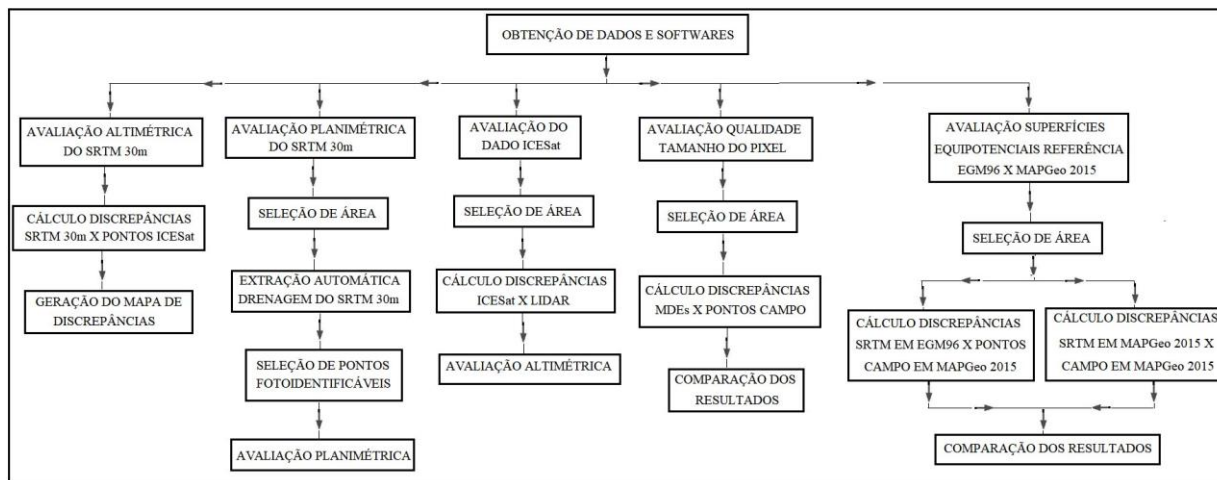 OBTENÇÃO DE DADOS E SOFTWARES
AVALIAÇÃO ALTIMÉTRICA
DO SRTM 30m
CÁLCULO DISCREPÂNCIAS
SRTM 30m X PONTOS ICESat
GERAÇÃO DO MAPA DE
DISCREPÂNCIAS
AVALIAÇÃO PLANIMÉTRICA
DO SRTM 30m
SELEÇÃO DE ÁREA
EXTRAÇÃO AUTOMÁTICA
DRENAGEM DO SRTM 30m
SELEÇÃO DE PONTOS
FOTOIDENTIFICÁVEIS
AVALIAÇÃO PLANIMÉTRICA
AVALIAÇÃO DO
DADO ICESat
SELEÇÃO DE ÁREA
CÁLCULO DISCREPÂNCIAS
ICESat X LIDAR
AVALIAÇÃO ALTIMÉTRICA
AVALIAÇÃO QUALIDADE
TAMANHO DO PIXEL
SELEÇÃO DE ÁREA
CÁLCULO DISCREPÂNCIAS
MDEs X PONTOS CAMPO
COMPARAÇÃO DOS
RESULTADOS
AVALIAÇÃO SUPERFÍCIES
EQUIPOTENCIAIS REFERÊNCIA
EGM96 X MAPGeo 2015
SELEÇÃO DE ÁREA
CÁLCULO DISCREPÂNCIAS
SRTM EM EGM96 X PONTOS
CAMPO EM MAPGeo 2015
CÁLCULO DISCREPÂNCIAS
SRTM EM MAPGeo 2015 X
CAMPO EM MAPGeo 2015
COMPARAÇÃO DOS RESULTADOS